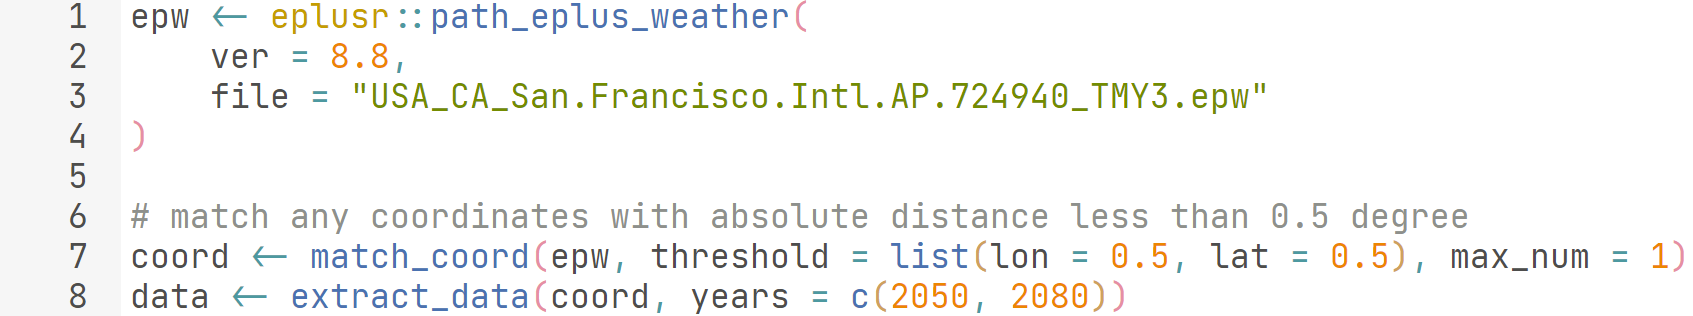 1 epw <- eplusr::path_eplus_weather(
2     ver = 8.8,
3     file = "USA_CA_San.Francisco.Intl.AP.724940_TMY3.epw"
4 )
5
6 # match any coordinates with absolute distance less than 0.5 degree
7 coord <- match_coord(epw, threshold = list(lon = 0.5, lat = 0.5), max_num = 1)
8 data <- extract_data(coord, years = c(2050, 2080))